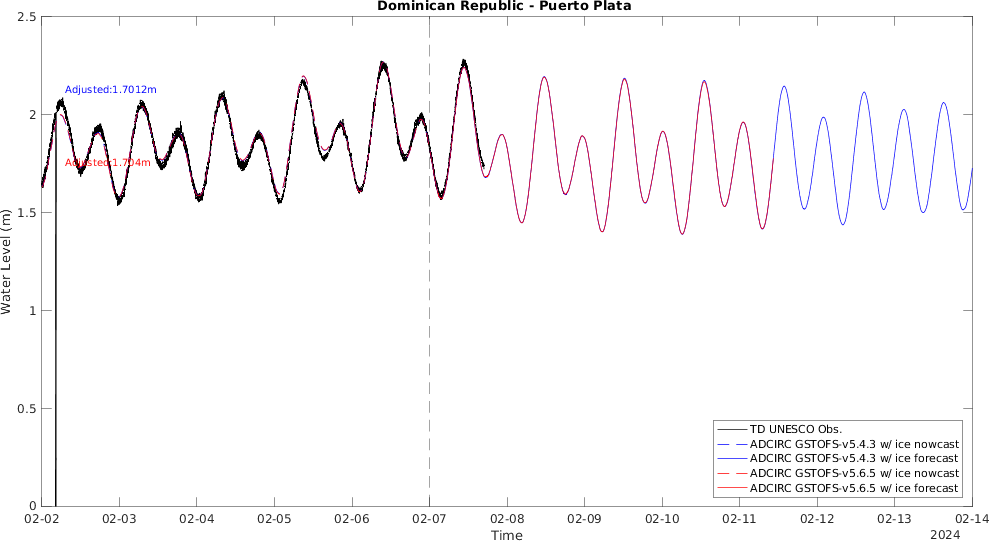 Dominican Republic - Puerto Plata
2.5
2
1.5
1
0.5
0
Water Level (m)
Adjusted:1.7012m
Adjusted:1.704m
TD UNESCO Obs.
ADCIRC GSTOFS-v5.4.3 w/ ice nowcast
ADCIRC GSTOFS-v5.4.3 w/ ice forecast
ADCIRC GSTOFS-v5.6.5 w/ ice nowcast
ADCIRC GSTOFS-v5.6.5 w/ ice forecast
02-02 02-03 02-04 02-05 02-06 02-07 02-08 02-09 02-10 02-11 02-12 02-13 02-14
Time
2024